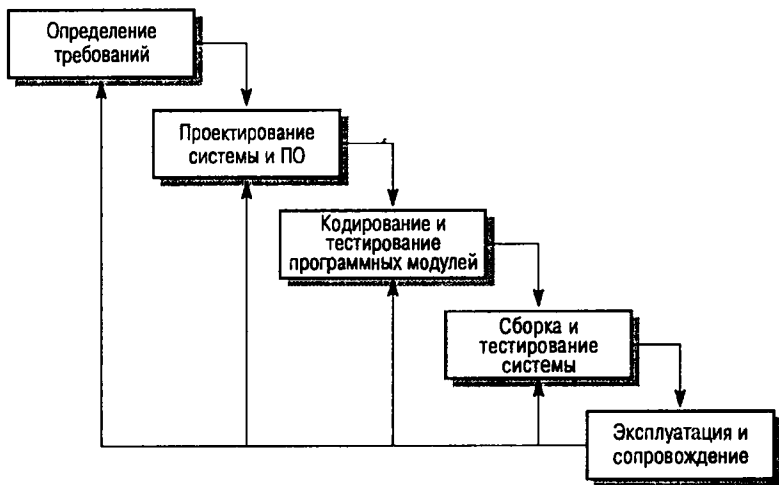 Определение
требований
Проектирование
системы и ПО
Кодирование и
тестирование
программных модулей
Сборка и
тестирование
системы
Эксплуатация и
сопровождение